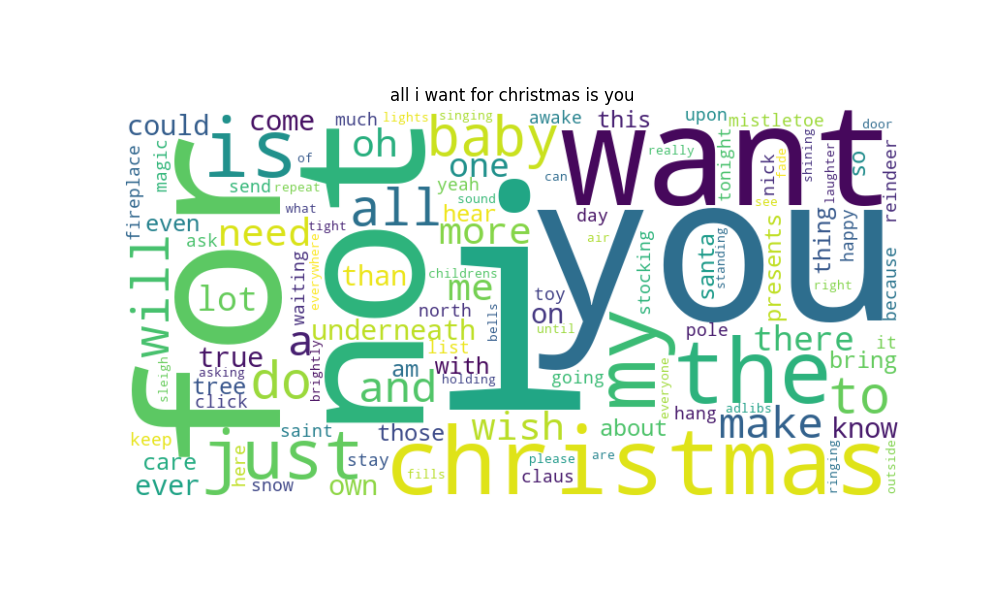 all i want for christmas is you
could
come
much
lights
singing
awake
this
upon
mistletoe
door
is
of
oh
baby
want
really
tonight
nick
fade
shining
laughter
so
reindeer
fireplace
magic
for
not
send
repeat
what
all
yeah
one
can
sound
i
you
see
even
ask
need
tight
hear
more
day
air
thing
happy
will
lot
waiting
everywhere
than
childrens
me
toy
on
stocking
santa
standing
presents
right
because
north
bells
until
my
pole
there
it
true
a
underneath
list
with
the
bring
sleigh
asking
tree
click
do
brightly
am
and
holding
going
everyone
to
hang
adlibs
make
know
keep
saint
those
wish
about
care
just
here
stay
christmas
please
are
ringing
outside
ever
snow
own
fills
claus